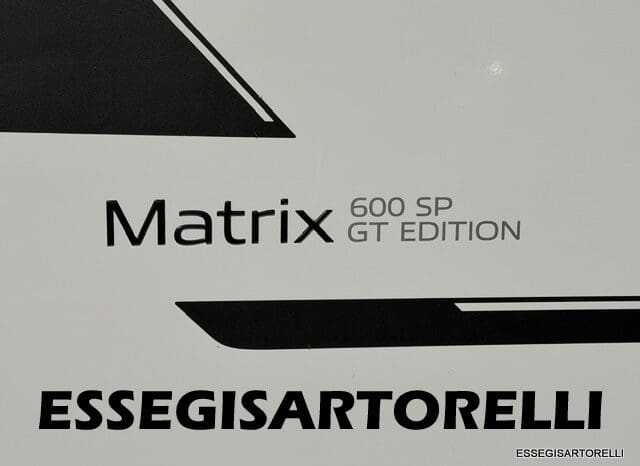 Matrix 600 SP
GT EDITION
ESSEGISARTORELLI
ESSEGISARTORELLI